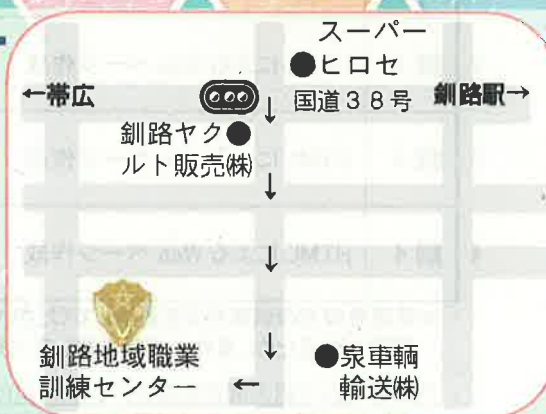 スーパー
●ヒロセ
←帯広
国道38号
釧路駅→
釧路ヤク●
ルト販売㈱
↓
↓
↓
↓
釧路地域職業
訓練センター
←
●泉車輌
輸送㈱